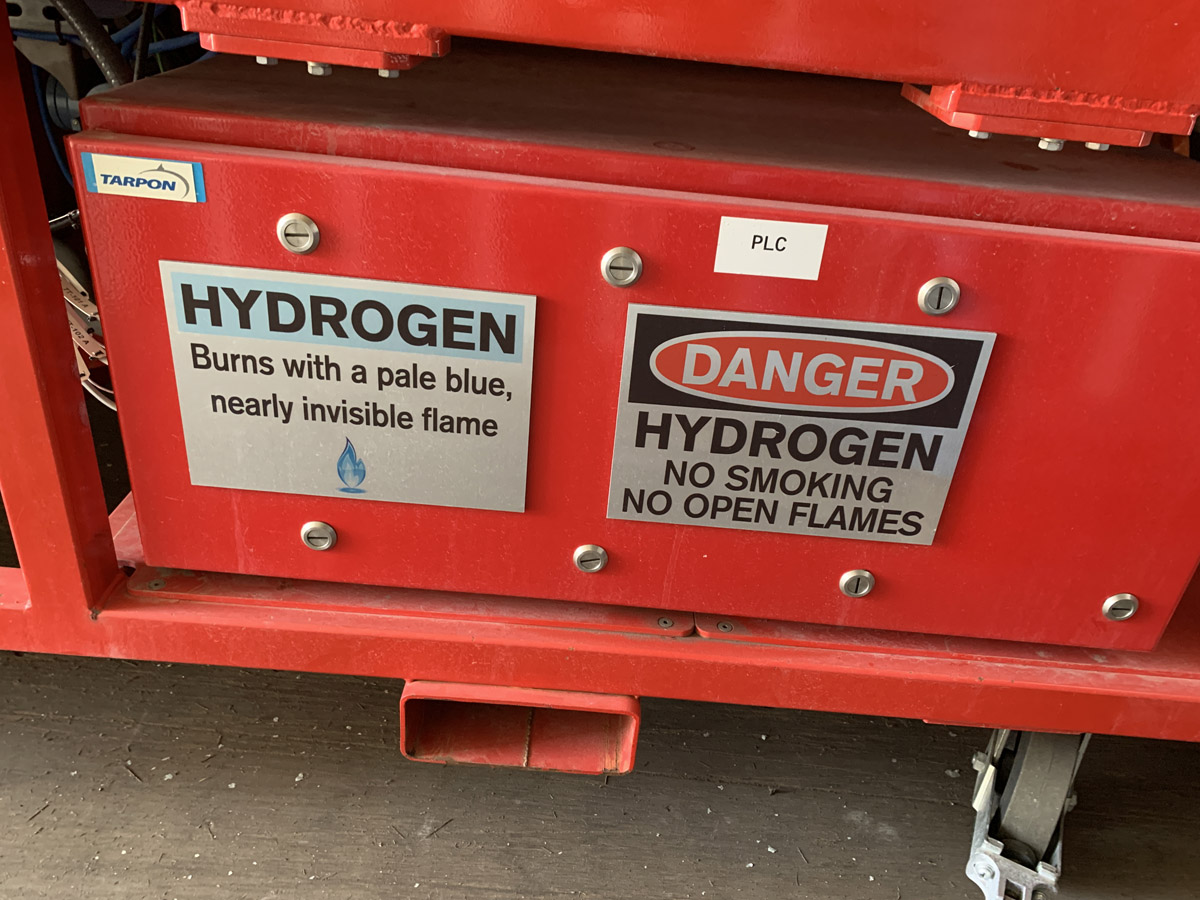 TARPON
PLC
HYDROGEN
Burns with a pale blue,
nearly invisible flame
DANGER
HYDROGEN
NO SMOKING
NO OPEN FLAMES